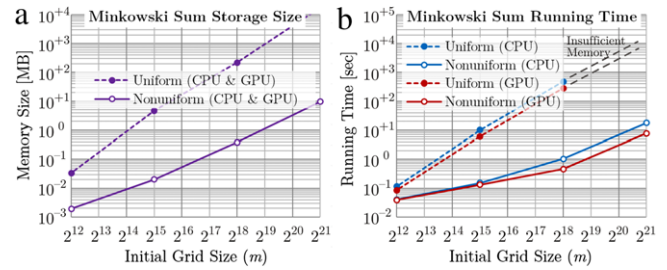 a
Minkowski Sum Storage Size
10^{+4}
10^{+3}
10^{+2}
10^{+1}
10^{0}
10^{-1}
10^{-2}
10^{-3}
Memory Size [MB]
Uniform (CPU & GPU)
Nonuniform (CPU & GPU)
2^{12} 2^{13} 2^{14} 2^{15} 2^{16} 2^{17} 2^{18} 2^{19} 2^{20} 2^{21}
Initial Grid Size (m)
b
Minkowski Sum Running Time
10^{+5}
10^{+4}
10^{+3}
10^{+2}
10^{+1}
10^{0}
10^{-1}
10^{-2}
Running Time [sec]
Uniform (CPU)
Nonuniform (CPU)
Uniform (GPU)
Nonuniform (GPU)
Insufficient
Memory
2^{12} 2^{13} 2^{14} 2^{15} 2^{16} 2^{17} 2^{18} 2^{19} 2^{20} 2^{21}
Initial Grid Size (m)